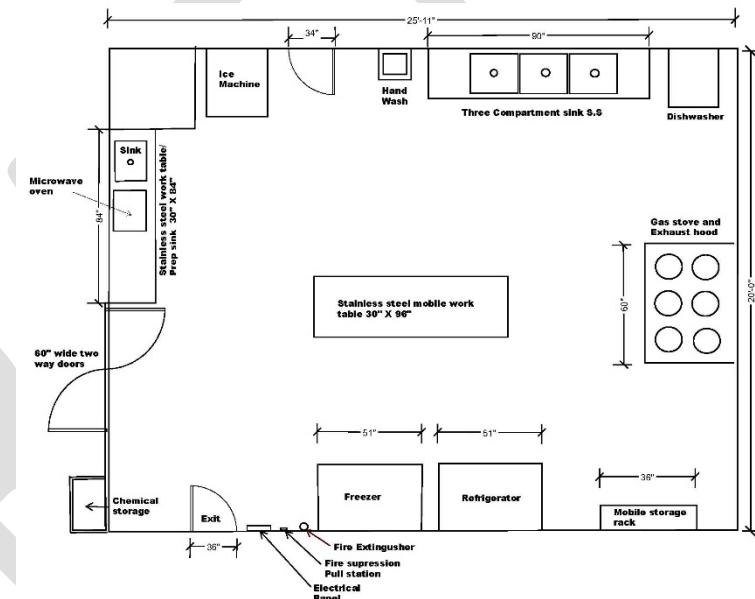 25'-11"
34"
90"
Ice
Machine
Hand
Wash
Three Compartment sink S.S
Dishwasher
Sink
Microwave
oven
84"
Stainless steel work table/
Prep sink 30" X 84"
Gas stove and
Exhaust hood
60"
20'-0"
Stainless steel mobile work
table 30" X 96"
60" wide two
way doors
51"
51"
36"
Chemical
storage
Exit
Freezer
Refrigerator
Mobile storage
rack
36"
Fire Extingusher
Fire supression
Pull station
Electrical
Panel